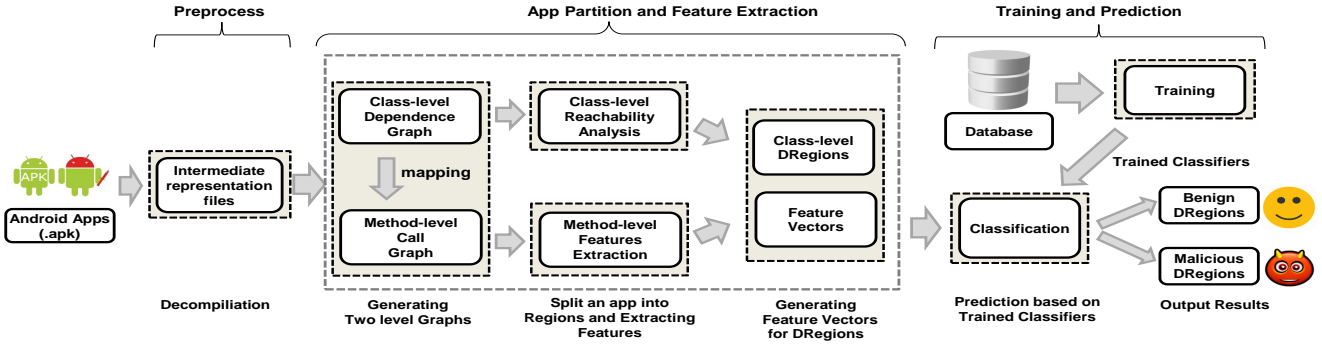 Preprocess
App Partition and Feature Extraction
Training and Prediction
APK
Android Apps
(.apk)
Intermediate
representation
files
Decompiliation
Class-level
Dependence
Graph
mapping
Method-level
Call
Graph
Generating
Two level Graphs
Class-level
Reachability
Analysis
Method-level
Features
Extraction
Split an app into
Regions and Extracting
Features
Class-level
DRegions
Feature
Vectors
Generating
Feature Vectors
for DRegions
Database
Training
Trained Classifiers
Classification
Prediction based on
Trained Classifiers
Benign
DRegions
Malicious
DRegions
Output Results